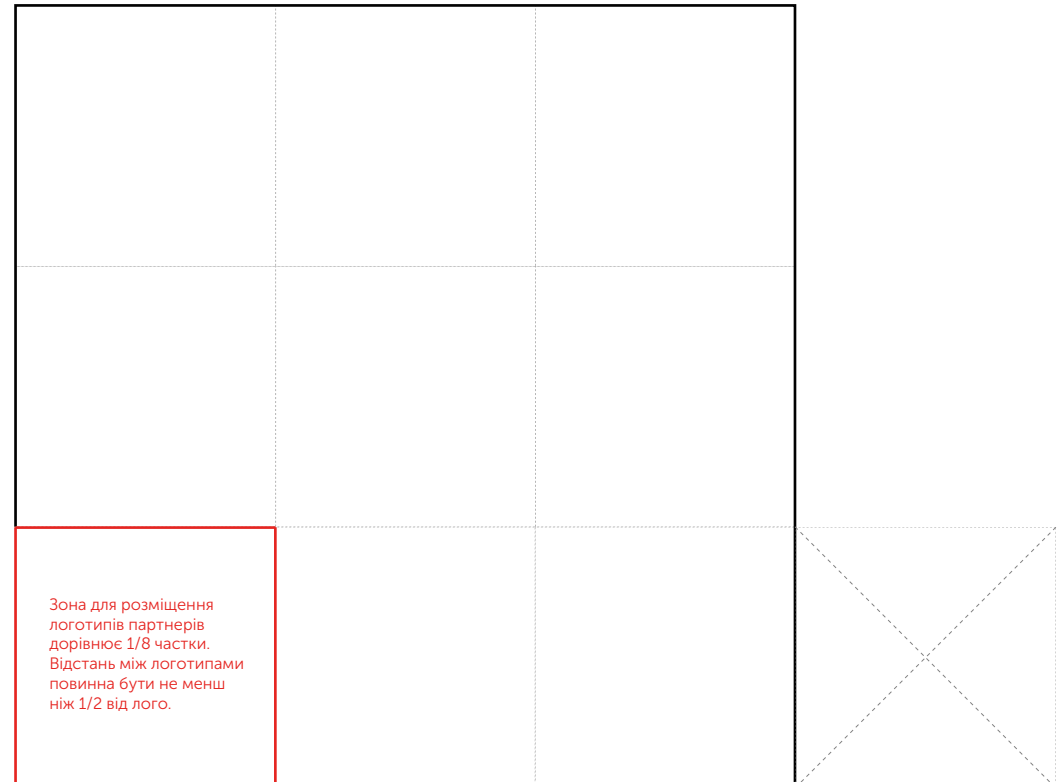 Зона для розміщення
логотипів партнерів
дорівнює 1/8 частки.
Відстань між логотипами
повинна бути не менш
ніж 1/2 від лого.